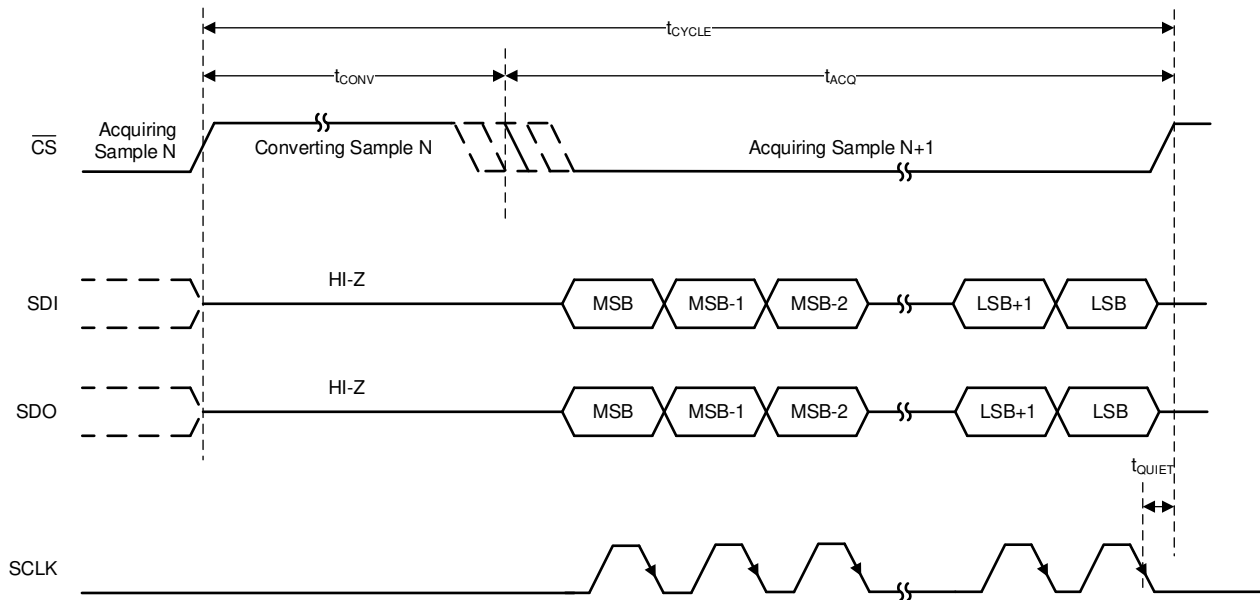 tCYCLE
tCONV
tACQ
CS
Acquiring
Sample N
Converting Sample N
Acquiring Sample N+1
SDI
HI-Z
MSB
MSB-1
MSB-2
LSB+1
LSB
SDO
HI-Z
MSB
MSB-1
MSB-2
LSB+1
LSB
tQUIET
SCLK